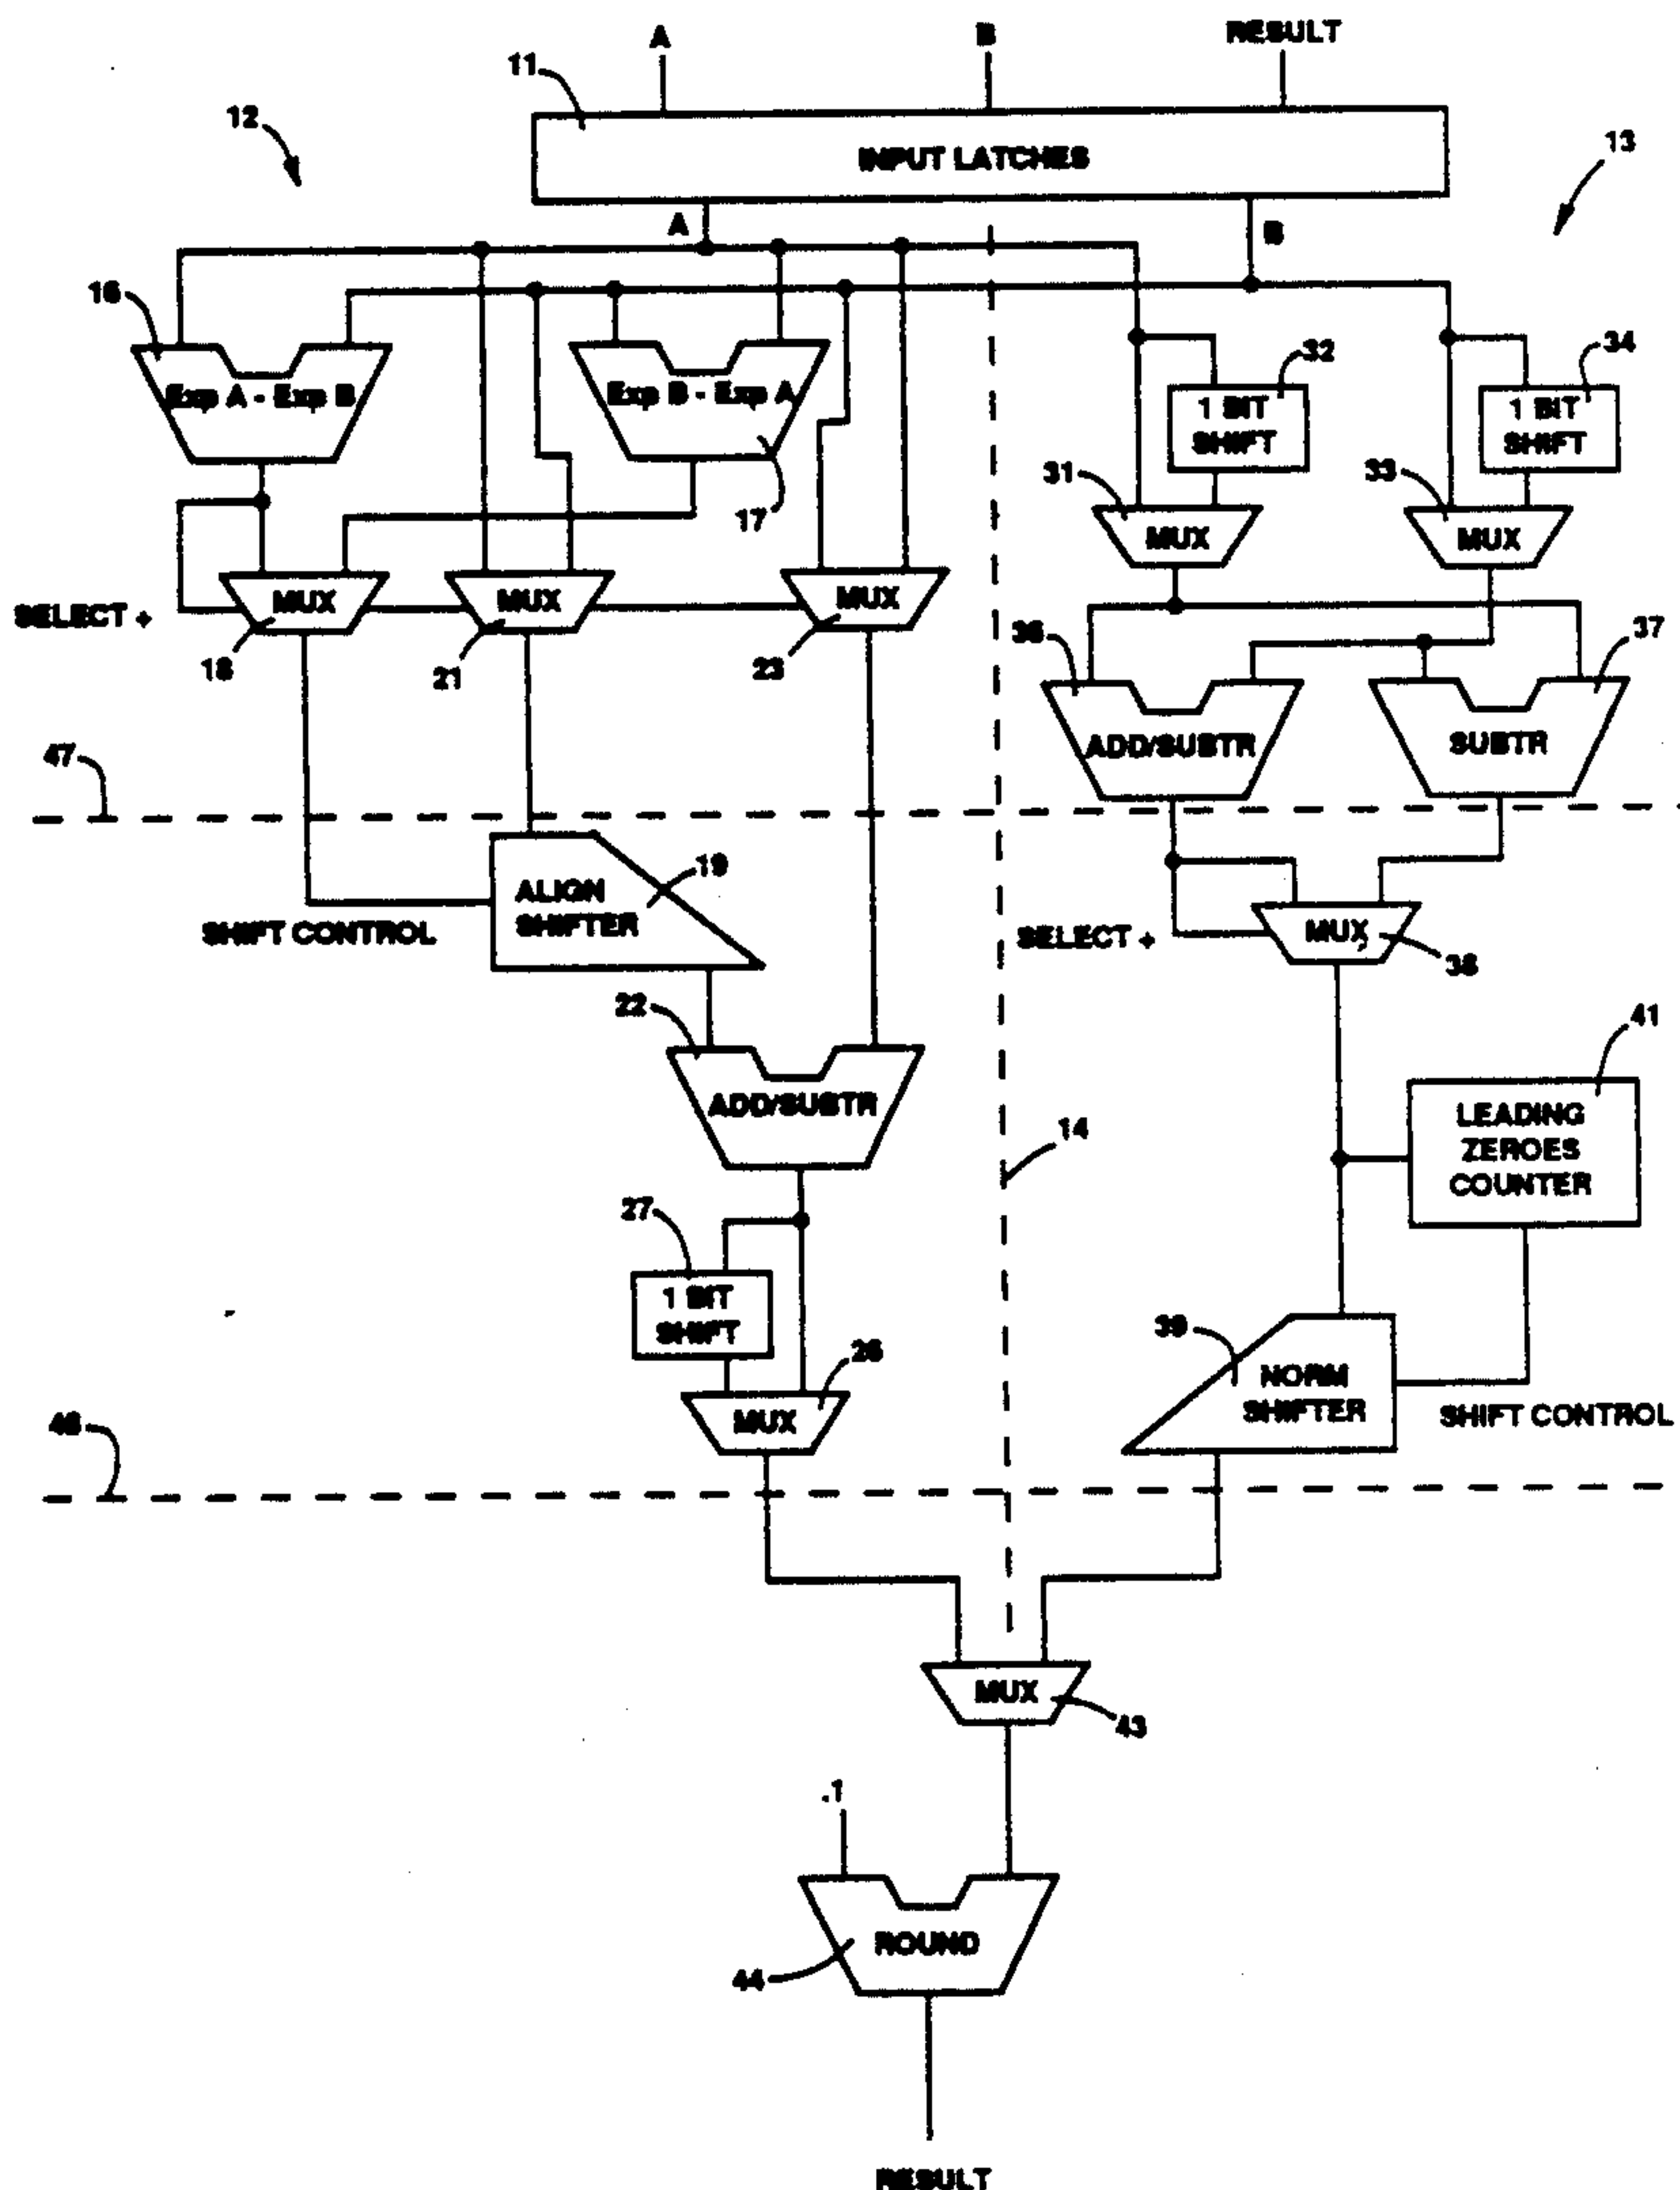 A
B
RESULT
11
12
13
INPUT LATCHES
A
B
16
Exp A - Exp B
Exp B - Exp A
17
32
1 BIT
SHIFT
34
1 BIT
SHIFT
31
MUX
33
MUX
SELECT +
MUX
MUX
MUX
18
21
23
36
ADD/SUBTR
37
SUBTR
47
ALIGN
SHIFTER
19
SHIFT CONTROL
SELECT +
MUX
38
22
ADD/SUBTR
41
LEADING
ZEROES
COUNTER
14
27
1 BIT
SHIFT
26
MUX
39
NORM
SHIFTER
SHIFT CONTROL
48
MUX
43
.1
ROUND
44
RESULT